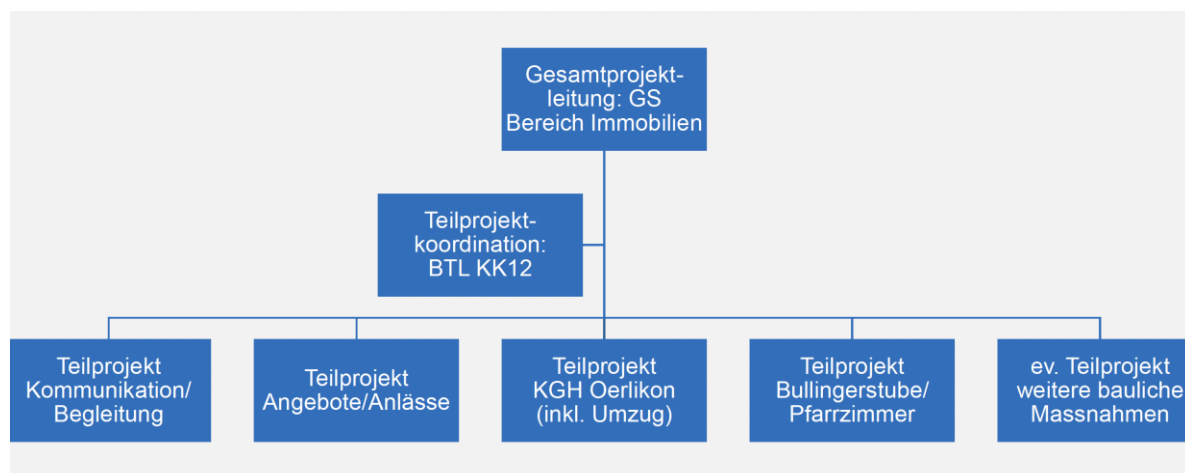 Gesamtprojekt-
leitung: GS
Bereich Immobilien
Teilprojekt-
koordination:
BTL KK12
Teilprojekt
Kommunikation/
Begleitung
Teilprojekt
Angebote/Anlässe
Teilprojekt
KGH Oerlikon
(inkl. Umzug)
Teilprojekt
Bullingerstube/
Pfarrzimmer
ev. Teilprojekt
weitere bauliche
Massnahmen